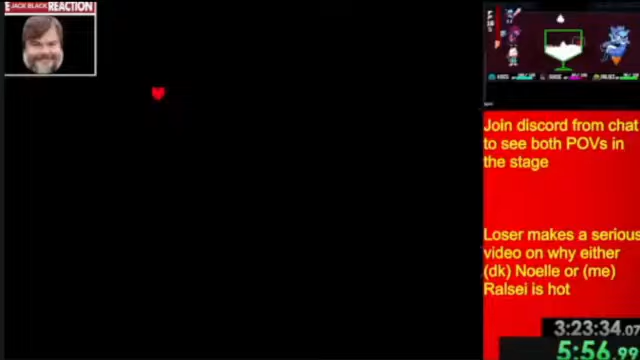 JACK BLACK REACTION
Join discord from chat
to see both POVs in
the stage
Loser makes a serious
video on why either
(dk) Noelle or (me)
Ralsei is hot
3:23:34.07
5:56.99